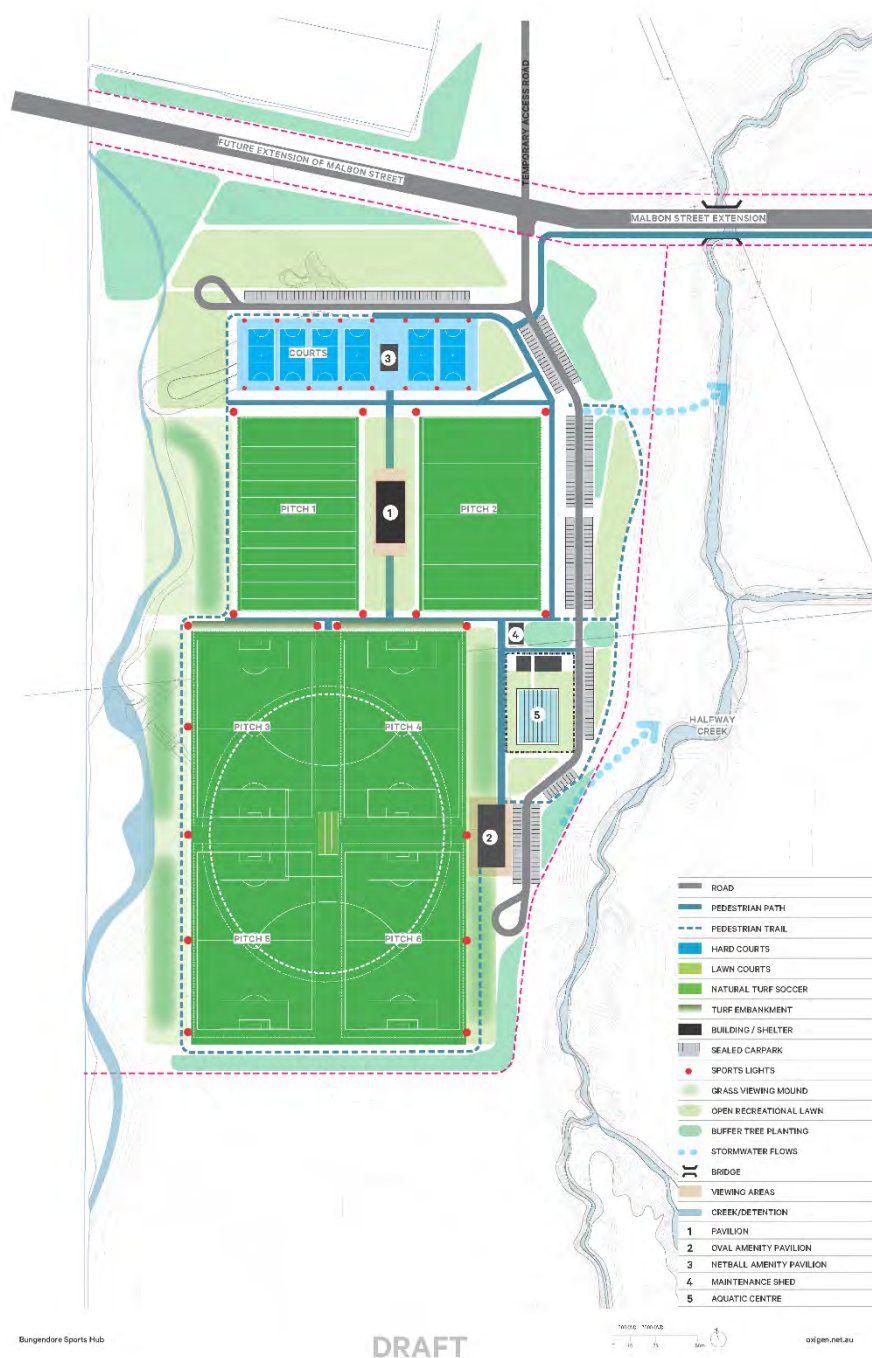 TEMPORARY ACCESS ROAD
FUTURE EXTENSION OF MALBON STREET
MALBON STREET EXTENSION
COURTS
3
PITCH 1
1
PITCH 2
4
5
PITCH 3
PITCH 4
HALFWAY
CREEK
2
PITCH 5
PITCH 6
ROAD
PEDESTRIAN PATH
PEDESTRIAN TRAIL
HARD COURTS
LAWN COURTS
NATURAL TURF SOCCER
TURF EMBANKMENT
BUILDING / SHELTER
SEALED CARPARK
SPORTS LIGHTS
GRASS VIEWING MOUND
OPEN RECREATIONAL LAWN
BUFFER TREE PLANTING
STORMWATER FLOWS
BRIDGE
VIEWING AREAS
CREEK/DETENTION
1 PAVILION
2 OVAL AMENITY PAVILION
3 NETBALL AMENITY PAVILION
4 MAINTENANCE SHED
5 AQUATIC CENTRE
Bungendore Sports Hub
DRAFT
oxigen.net.au